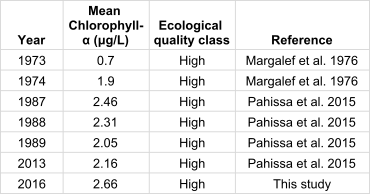 Year Mean Chlorophyll-α (μg/L) Ecological quality class Reference
1973 0.7 High Margalef et al. 1976
1974 1.9 High Margalef et al. 1976
1987 2.46 High Pahissa et al. 2015
1988 2.31 High Pahissa et al. 2015
1989 2.05 High Pahissa et al. 2015
2013 2.16 High Pahissa et al. 2015
2016 2.66 High This study